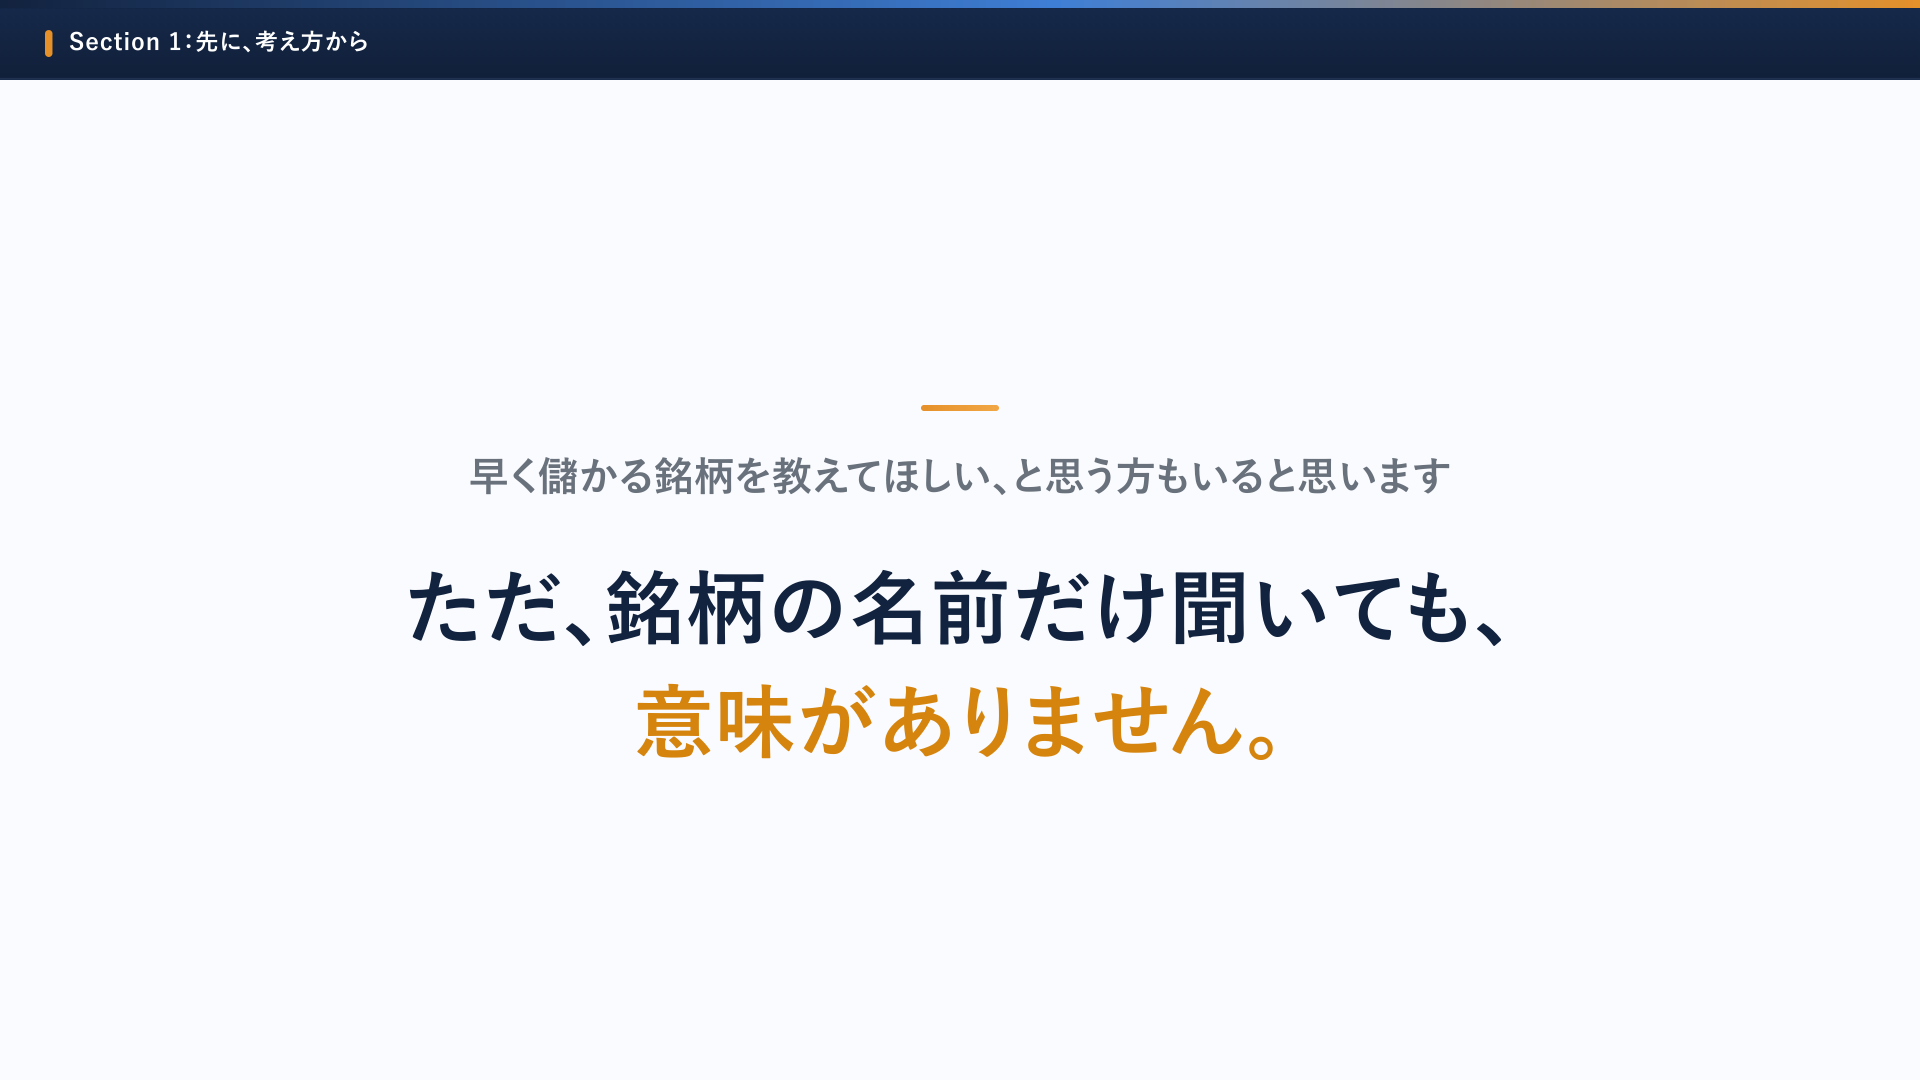 Section 1：先に、考え方から
早く儲かる銘柄を教えてほしい、と思う方もいると思います
ただ、銘柄の名前だけ聞いても、
意味がありません。